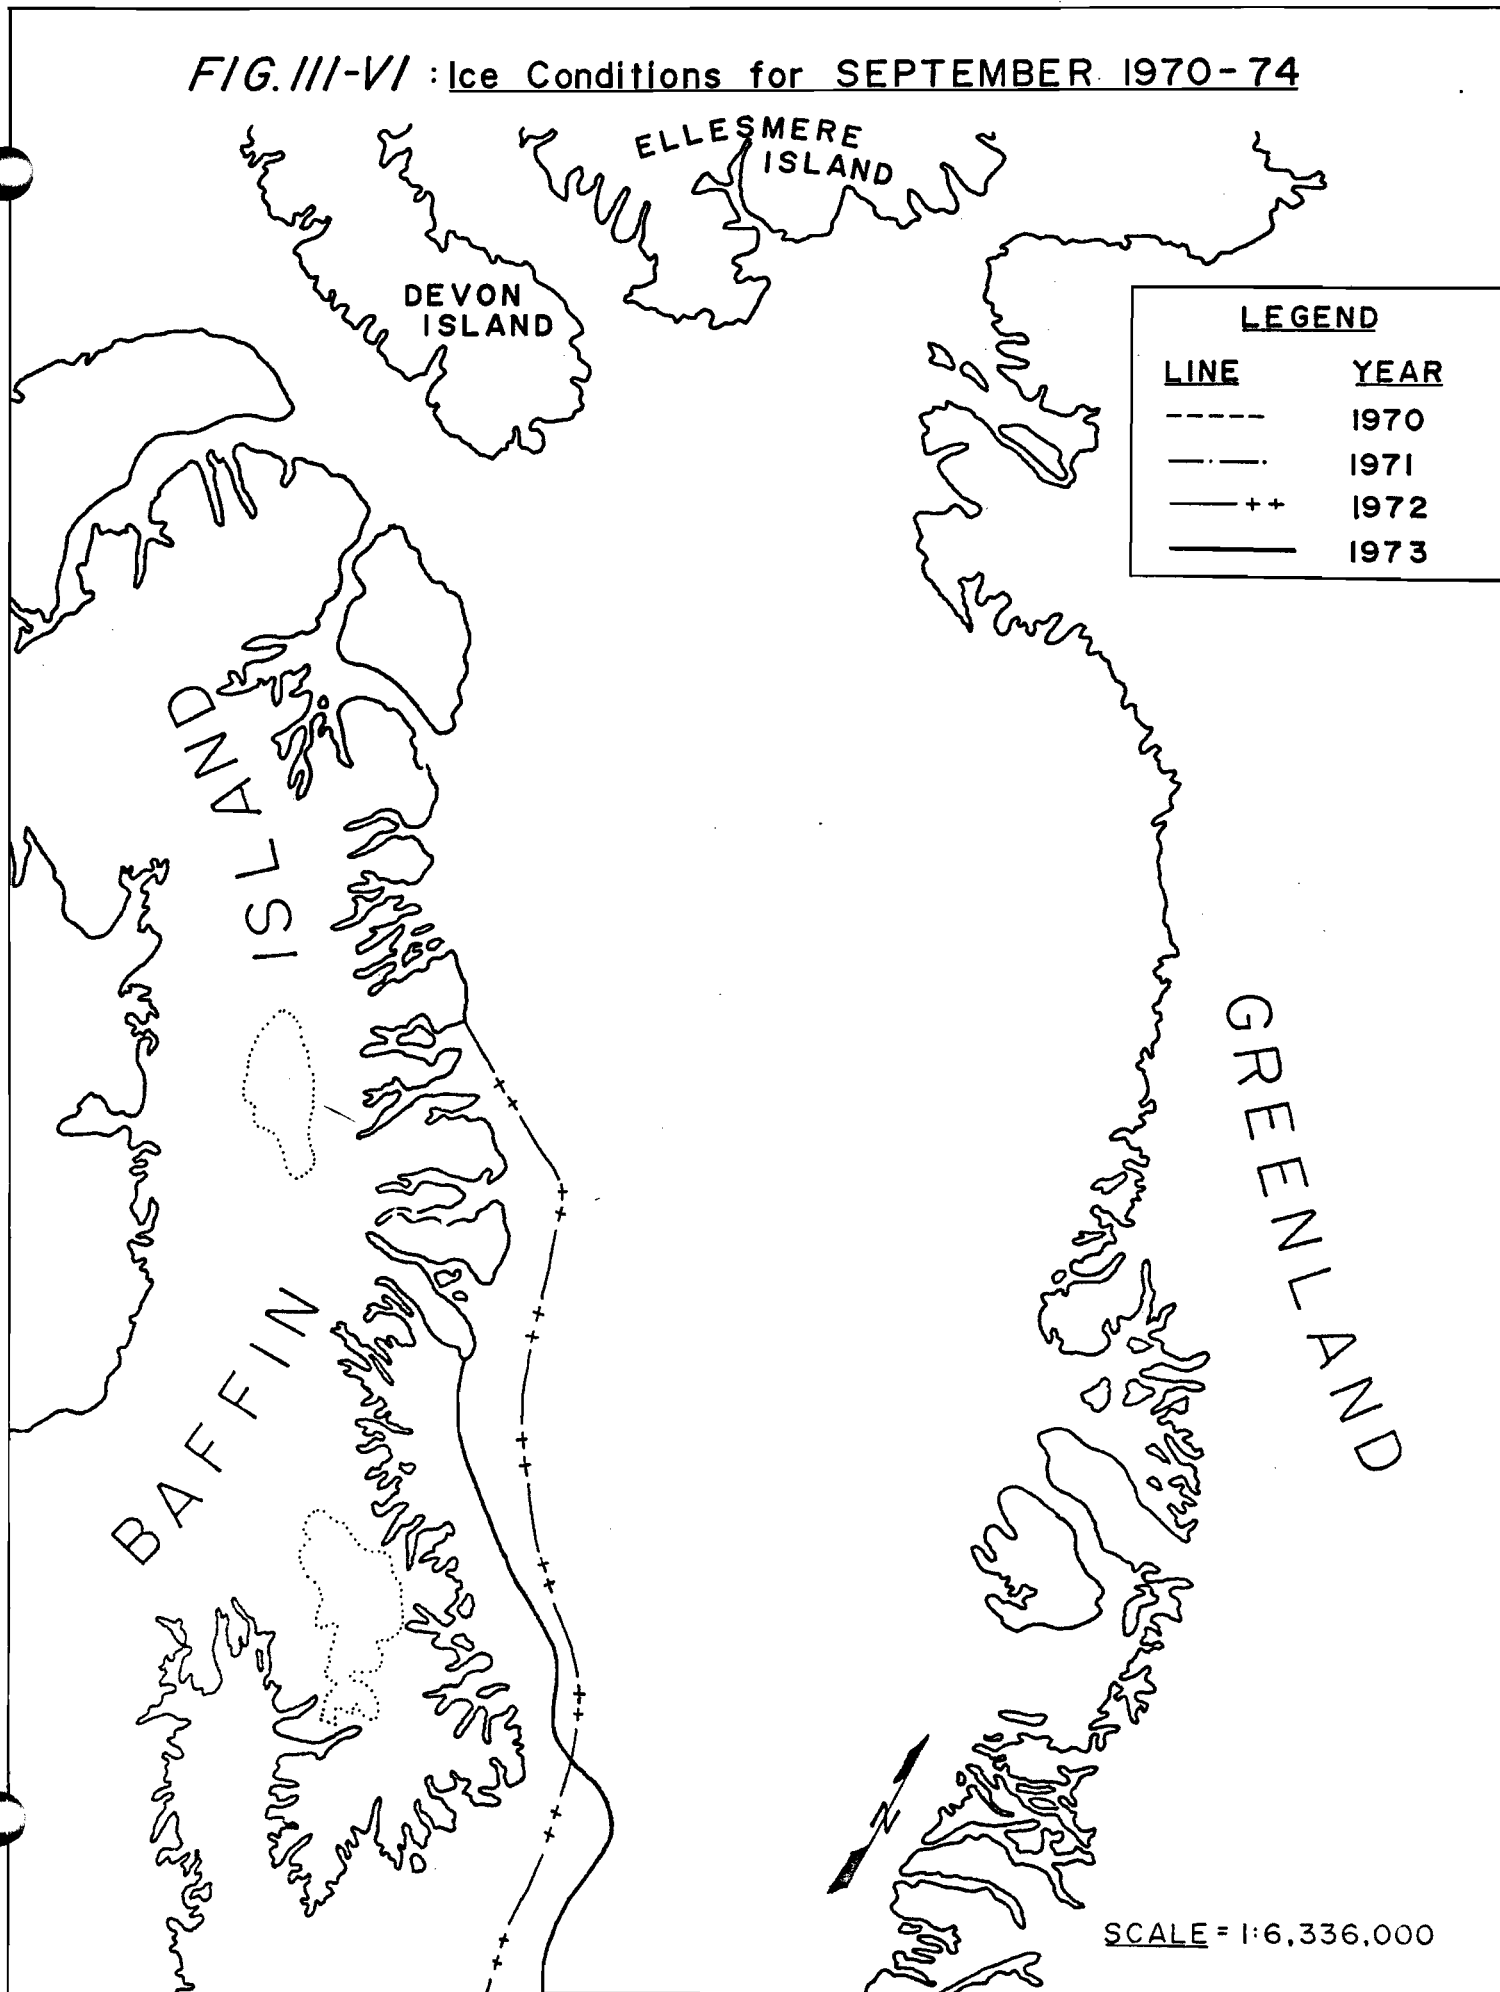 FIG. III-VI : Ice Conditions for SEPTEMBER 1970-74
ELLESMERE
ISLAND
DEVON
ISLAND
LEGEND
LINE YEAR
1970
1971
++ 1972
1973
BAFFIN ISLAND
GREENLAND
N
SCALE = 1:6,336,000